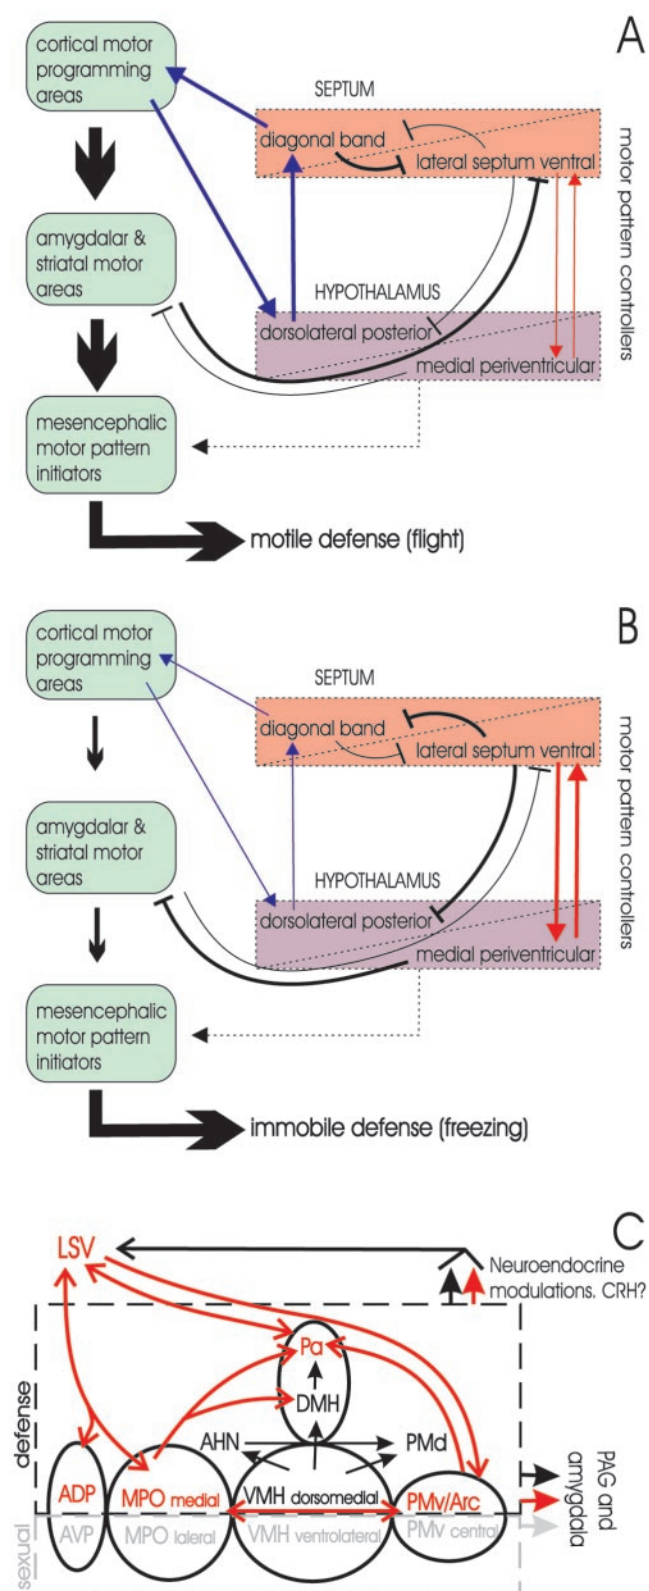 A
cortical motor
programming
areas
SEPTUM
diagonal band
lateral septum ventral
motor pattern controllers
amygdalar &
striatal motor
areas
HYPOTHALAMUS
dorsolateral posterior
medial periventricular
mesencephalic
motor pattern
initiators
motile defense (flight)
B
cortical motor
programming
areas
SEPTUM
diagonal band
lateral septum ventral
motor pattern controllers
amygdalar &
striatal motor
areas
HYPOTHALAMUS
dorsolateral posterior
medial periventricular
mesencephalic
motor pattern
initiators
immobile defense (freezing)
C
LSV
Neuroendocrine
modulations. CRH?
Pa
DMH
defense
AHN
PMd
ADP
MPO medial
VMH dorsomedial
PMv/Arc
PAG and
amygdala
sexual
AVP
MPO lateral
VMH ventrolateral
PMv central